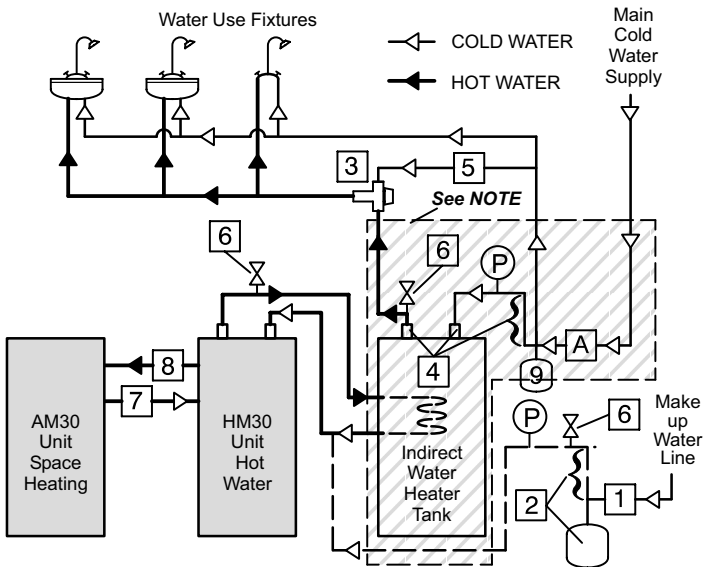 Water Use Fixtures
COLD WATER
HOT WATER
Main
Cold
Water
Supply
3
5
See NOTE
6
6
P
A
9
8
7
4
AM30
Unit
Space
Heating
HM30
Unit
Hot
Water
Indirect
Water
Heater
Tank
P
6
Make
up
Water
Line
2
1